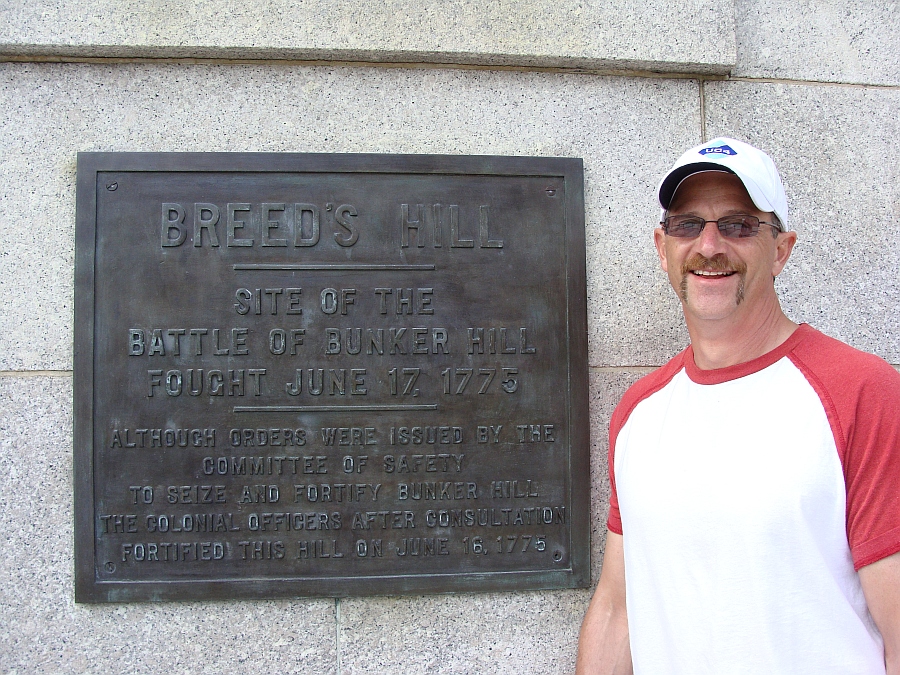 UGS
BREED'S HILL
SITE OF THE
BATTLE OF BUNKER HILL
FOUGHT JUNE 17, 1775
ALTHOUGH ORDERS WERE ISSUED BY THE
COMMITTEE OF SAFETY
TO SEIZE AND FORTIFY BUNKER HILL
THE COLONIAL OFFICERS AFTER CONSULTATION
FORTIFIED THIS HILL ON JUNE 16, 1775